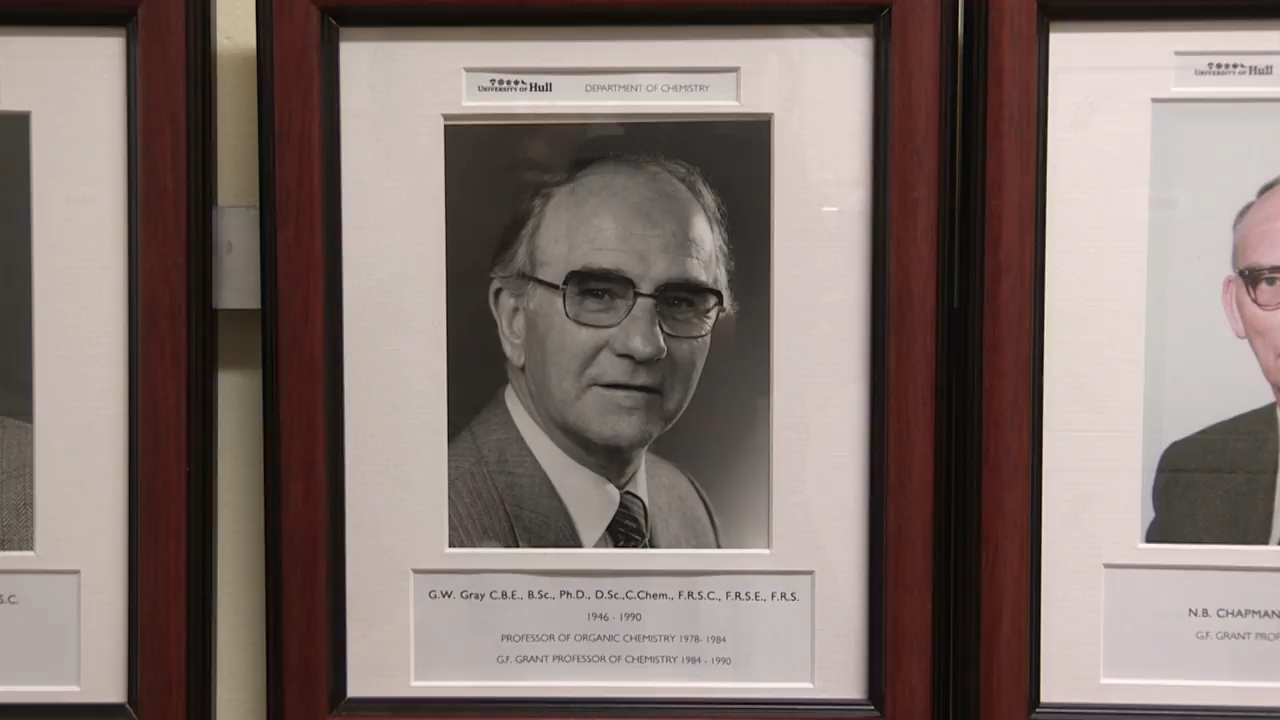 UNIVERSITY OF Hull DEPARTMENT OF CHEMISTRY
G.W. Gray C.B.E., B.Sc., Ph.D., D.Sc.,C.Chem., F.R.S.C., F.R.S.E., F.R.S.
1946 - 1990
PROFESSOR OF ORGANIC CHEMISTRY 1978- 1984
G.F. GRANT PROFESSOR OF CHEMISTRY 1984 - 1990
UNIVERSITY OF Hull
N.B. CHAPMAN
G.F. GRANT
S.C.